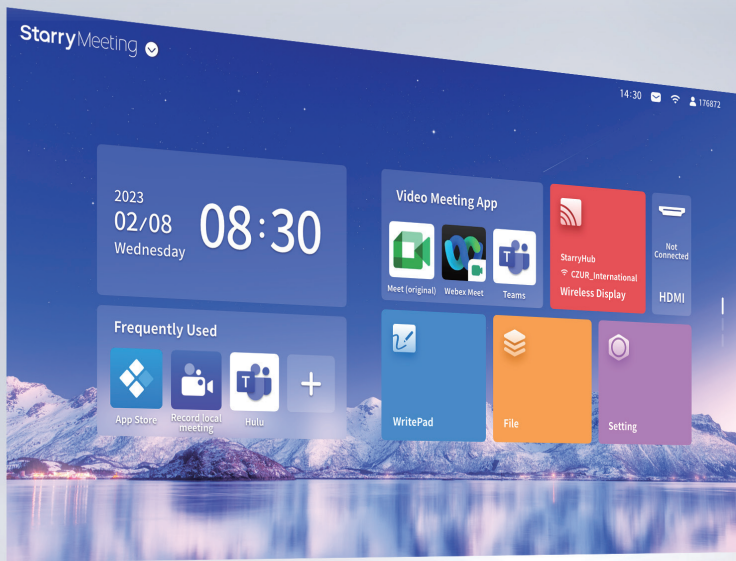 StarryMeeting
14:30 176872
2023
02/08
Wednesday
08:30
Video Meeting App
Meet (original) Webex Meet Teams
StarryHub
CZUR_International
Wireless Display
Not
Connected
HDMI
Frequently Used
App Store
Record local
meeting
Hulu
WritePad
File
Setting